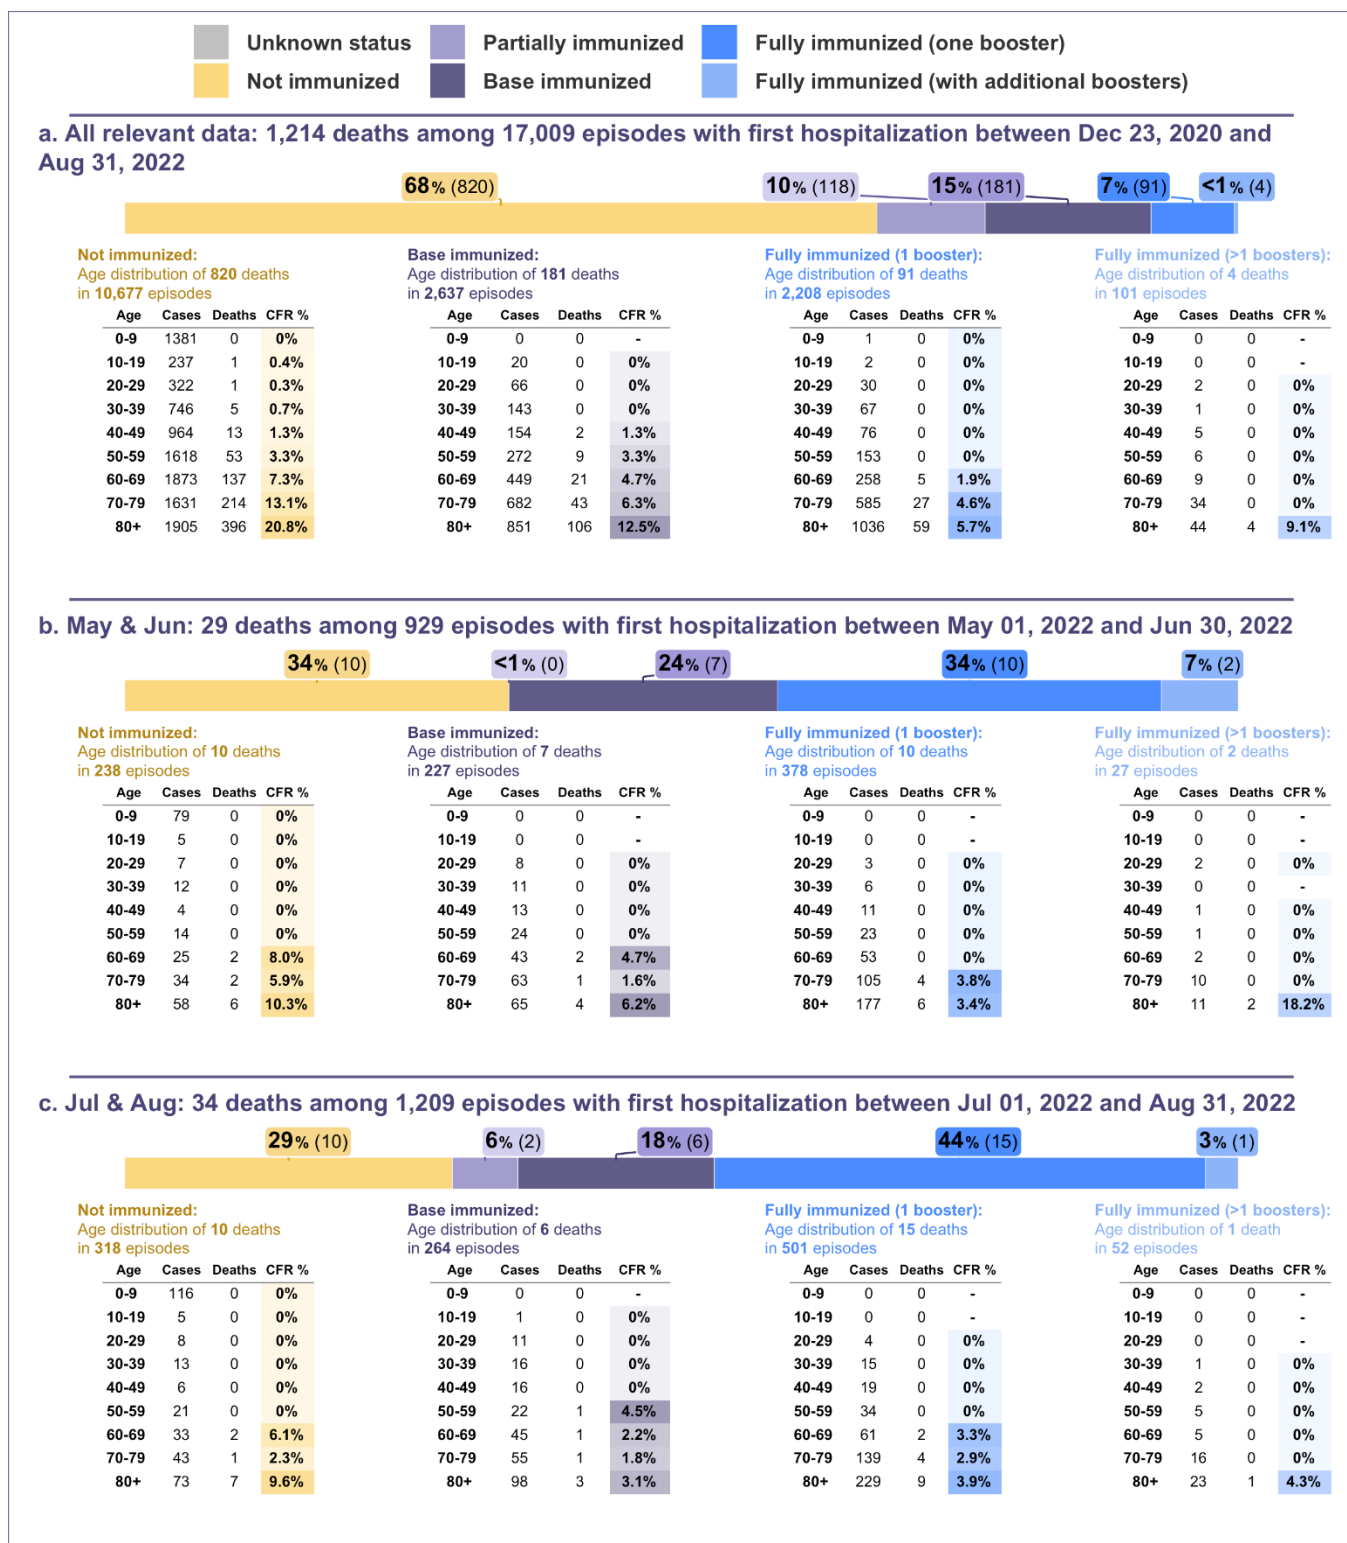 Unknown status
Partially immunized
Fully immunized (one booster)
Not immunized
Base immunized
Fully immunized (with additional boosters)
a. All relevant data: 1,214 deaths among 17,009 episodes with first hospitalization between Dec 23, 2020 and
Aug 31, 2022
68% (820) 10% (118) 15% (181) 7% (91) <1% (4)
Not immunized:
Age distribution of 820 deaths
in 10,677 episodes
Age Cases Deaths CFR %
0-9 1381 0 0%
10-19 237 1 0.4%
20-29 322 1 0.3%
30-39 746 5 0.7%
40-49 964 13 1.3%
50-59 1618 53 3.3%
60-69 1873 137 7.3%
70-79 1631 214 13.1%
80+ 1905 396 20.8%
Base immunized:
Age distribution of 181 deaths
in 2,637 episodes
Age Cases Deaths CFR %
0-9 0 0 -
10-19 20 0 0%
20-29 66 0 0%
30-39 143 0 0%
40-49 154 2 1.3%
50-59 272 9 3.3%
60-69 449 21 4.7%
70-79 682 43 6.3%
80+ 851 106 12.5%
Fully immunized (1 booster):
Age distribution of 91 deaths
in 2,208 episodes
Age Cases Deaths CFR %
0-9 1 0 0%
10-19 2 0 0%
20-29 30 0 0%
30-39 67 0 0%
40-49 76 0 0%
50-59 153 0 0%
60-69 258 5 1.9%
70-79 585 27 4.6%
80+ 1036 59 5.7%
Fully immunized (>1 boosters):
Age distribution of 4 deaths
in 101 episodes
Age Cases Deaths CFR %
0-9 0 0 -
10-19 0 0 -
20-29 2 0 0%
30-39 1 0 0%
40-49 5 0 0%
50-59 6 0 0%
60-69 9 0 0%
70-79 34 0 0%
80+ 44 4 9.1%
b. May & Jun: 29 deaths among 929 episodes with first hospitalization between May 01, 2022 and Jun 30, 2022
34% (10) <1% (0) 24% (7) 34% (10) 7% (2)
Not immunized:
Age distribution of 10 deaths
in 238 episodes
Age Cases Deaths CFR %
0-9 79 0 0%
10-19 5 0 0%
20-29 7 0 0%
30-39 12 0 0%
40-49 4 0 0%
50-59 14 0 0%
60-69 25 2 8.0%
70-79 34 2 5.9%
80+ 58 6 10.3%
Base immunized:
Age distribution of 7 deaths
in 227 episodes
Age Cases Deaths CFR %
0-9 0 0 -
10-19 0 0 -
20-29 8 0 0%
30-39 11 0 0%
40-49 13 0 0%
50-59 24 0 0%
60-69 43 2 4.7%
70-79 63 1 1.6%
80+ 65 4 6.2%
Fully immunized (1 booster):
Age distribution of 10 deaths
in 378 episodes
Age Cases Deaths CFR %
0-9 0 0 -
10-19 0 0 -
20-29 3 0 0%
30-39 6 0 0%
40-49 11 0 0%
50-59 23 0 0%
60-69 53 0 0%
70-79 105 4 3.8%
80+ 177 6 3.4%
Fully immunized (>1 boosters):
Age distribution of 2 deaths
in 27 episodes
Age Cases Deaths CFR %
0-9 0 0 -
10-19 0 0 -
20-29 2 0 0%
30-39 0 0 -
40-49 1 0 0%
50-59 1 0 0%
60-69 2 0 0%
70-79 10 0 0%
80+ 11 2 18.2%
c. Jul & Aug: 34 deaths among 1,209 episodes with first hospitalization between Jul 01, 2022 and Aug 31, 2022
29% (10) 6% (2) 18% (6) 44% (15) 3% (1)
Not immunized:
Age distribution of 10 deaths
in 318 episodes
Age Cases Deaths CFR %
0-9 116 0 0%
10-19 5 0 0%
20-29 8 0 0%
30-39 13 0 0%
40-49 6 0 0%
50-59 21 0 0%
60-69 33 2 6.1%
70-79 43 1 2.3%
80+ 73 7 9.6%
Base immunized:
Age distribution of 6 deaths
in 264 episodes
Age Cases Deaths CFR %
0-9 0 0 -
10-19 1 0 0%
20-29 11 0 0%
30-39 16 0 0%
40-49 16 0 0%
50-59 22 1 4.5%
60-69 45 1 2.2%
70-79 55 1 1.8%
80+ 98 3 3.1%
Fully immunized (1 booster):
Age distribution of 15 deaths
in 501 episodes
Age Cases Deaths CFR %
0-9 0 0 -
10-19 0 0 -
20-29 4 0 0%
30-39 15 0 0%
40-49 19 0 0%
50-59 34 0 0%
60-69 61 2 3.3%
70-79 139 4 2.9%
80+ 229 9 3.9%
Fully immunized (>1 boosters):
Age distribution of 1 death
in 52 episodes
Age Cases Deaths CFR %
0-9 0 0 -
10-19 0 0 -
20-29 0 0 -
30-39 1 0 0%
40-49 2 0 0%
50-59 5 0 0%
60-69 5 0 0%
70-79 16 0 0%
80+ 23 1 4.3%